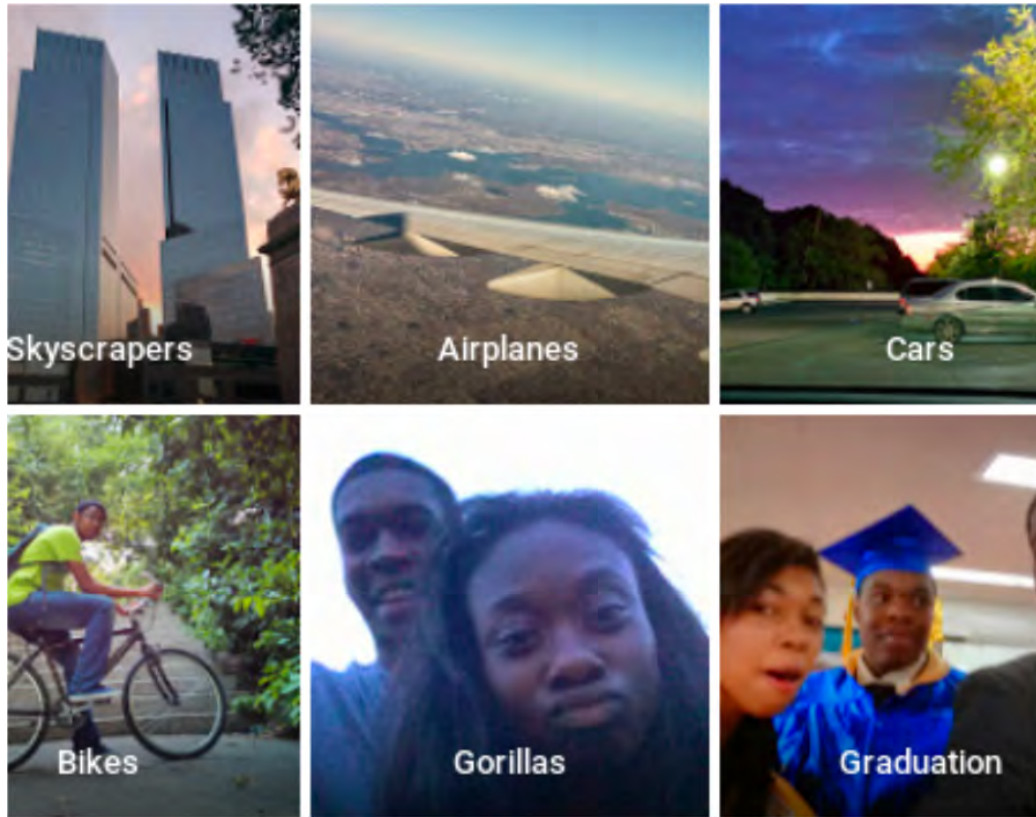 Skyscrapers
Airplanes
Cars
Bikes
Gorillas
Graduation